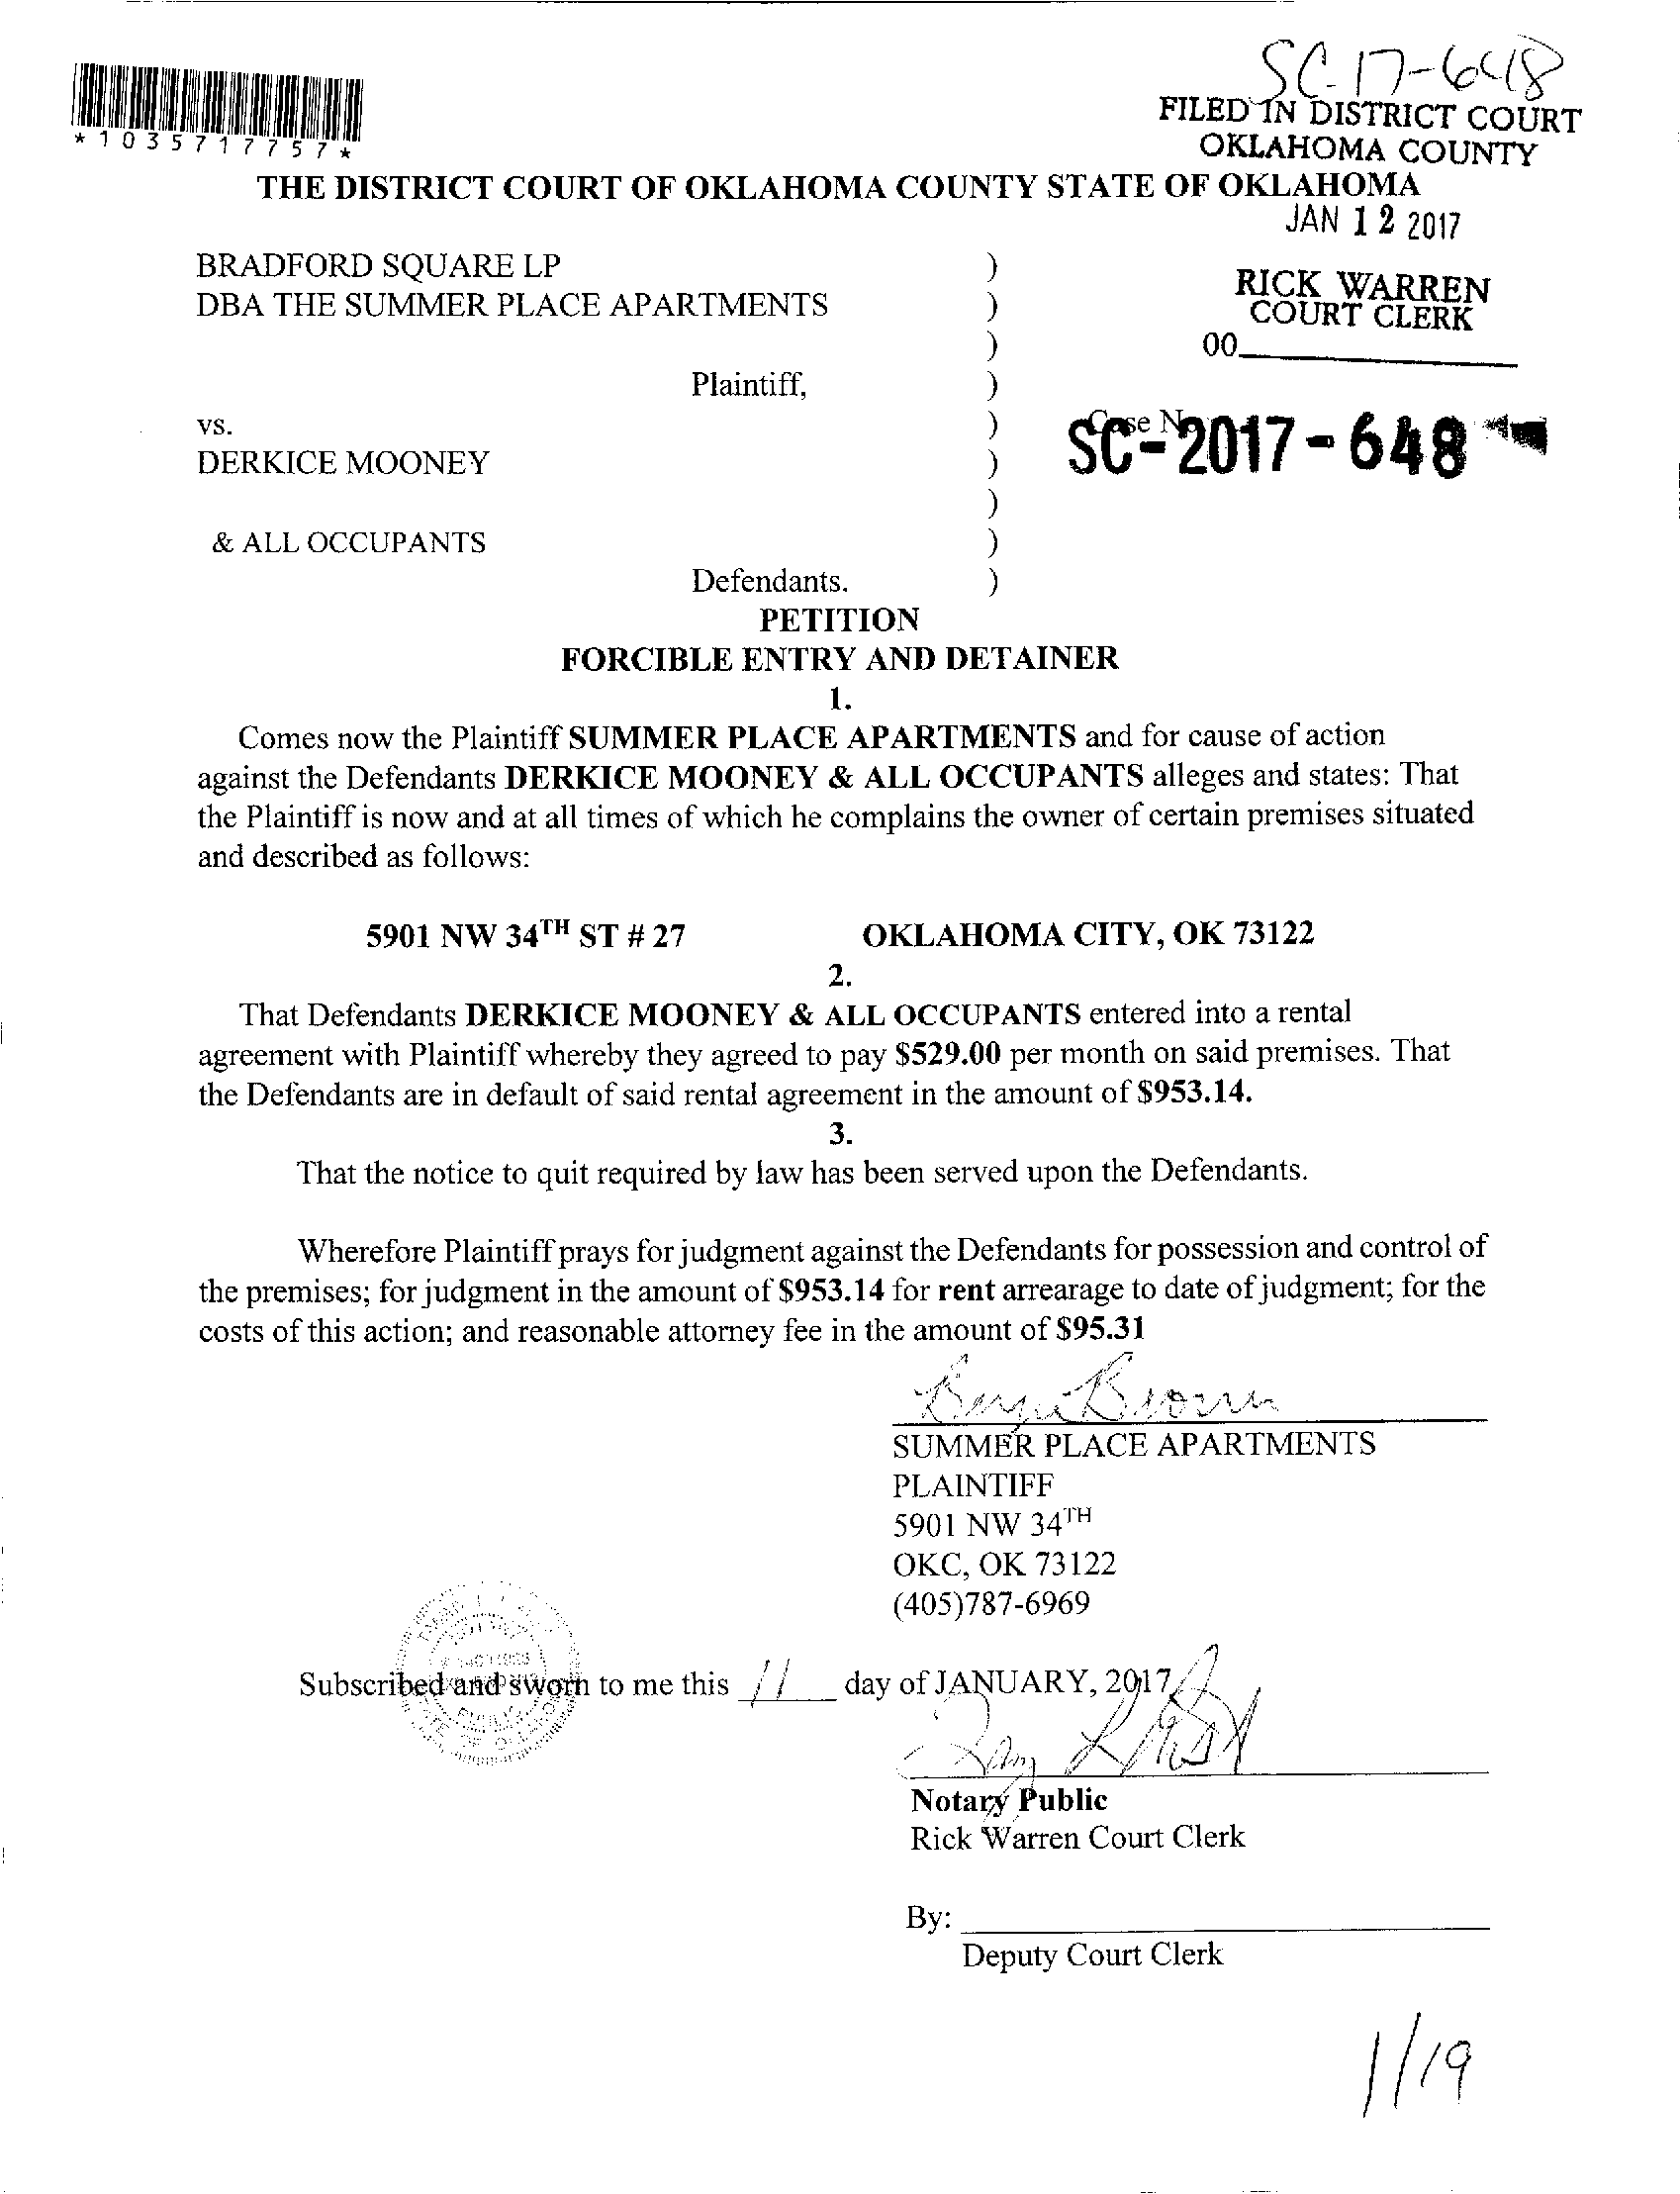 SC-17-648
*1035717757*
FILED IN DISTRICT COURT
OKLAHOMA COUNTY
THE DISTRICT COURT OF OKLAHOMA COUNTY STATE OF OKLAHOMA
JAN 12 2017
BRADFORD SQUARE LP )
DBA THE SUMMER PLACE APARTMENTS )
RICK WARREN
COURT CLERK
)
00
Plaintiff, )
vs. )
Case No
SC-2017-648
DERKICE MOONEY )
)
& ALL OCCUPANTS )
Defendants. )
PETITION
FORCIBLE ENTRY AND DETAINER
1.
Comes now the Plaintiff SUMMER PLACE APARTMENTS and for cause of action
against the Defendants DERKICE MOONEY & ALL OCCUPANTS alleges and states: That
the Plaintiff is now and at all times of which he complains the owner of certain premises situated
and described as follows:
5901 NW 34TH ST # 27 OKLAHOMA CITY, OK 73122
2.
That Defendants DERKICE MOONEY & ALL OCCUPANTS entered into a rental
agreement with Plaintiff whereby they agreed to pay $529.00 per month on said premises. That
the Defendants are in default of said rental agreement in the amount of $953.14.
3.
That the notice to quit required by law has been served upon the Defendants.
Wherefore Plaintiff prays for judgment against the Defendants for possession and control of
the premises; for judgment in the amount of $953.14 for rent arrearage to date of judgment; for the
costs of this action; and reasonable attorney fee in the amount of $95.31
SUMMER PLACE APARTMENTS
PLAINTIFF
5901 NW 34TH
OKC, OK 73122
(405)787-6969
Subscribed and sworn to me this 11 day of JANUARY, 2017
Notary Public
Rick Warren Court Clerk
By:
Deputy Court Clerk
1/19